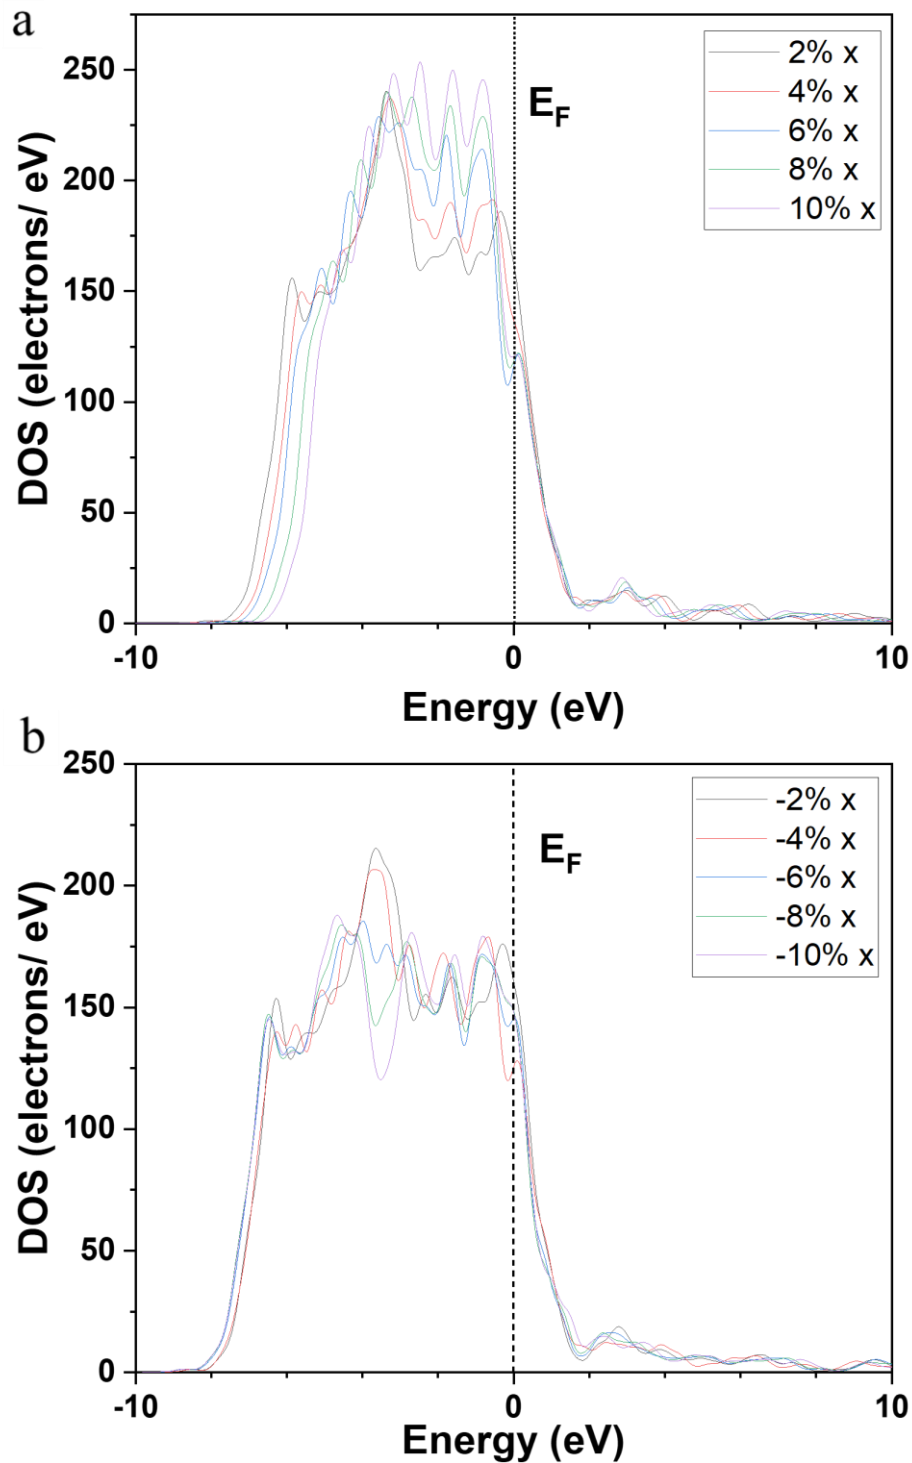 a
250
200
150
100
50
0
-10
0
10
DOS (electrons/ eV)
Energy (eV)
E_F
2% x
4% x
6% x
8% x
10% x
b
250
200
150
100
50
0
-10
0
10
DOS (electrons/ eV)
Energy (eV)
E_F
-2% x
-4% x
-6% x
-8% x
-10% x